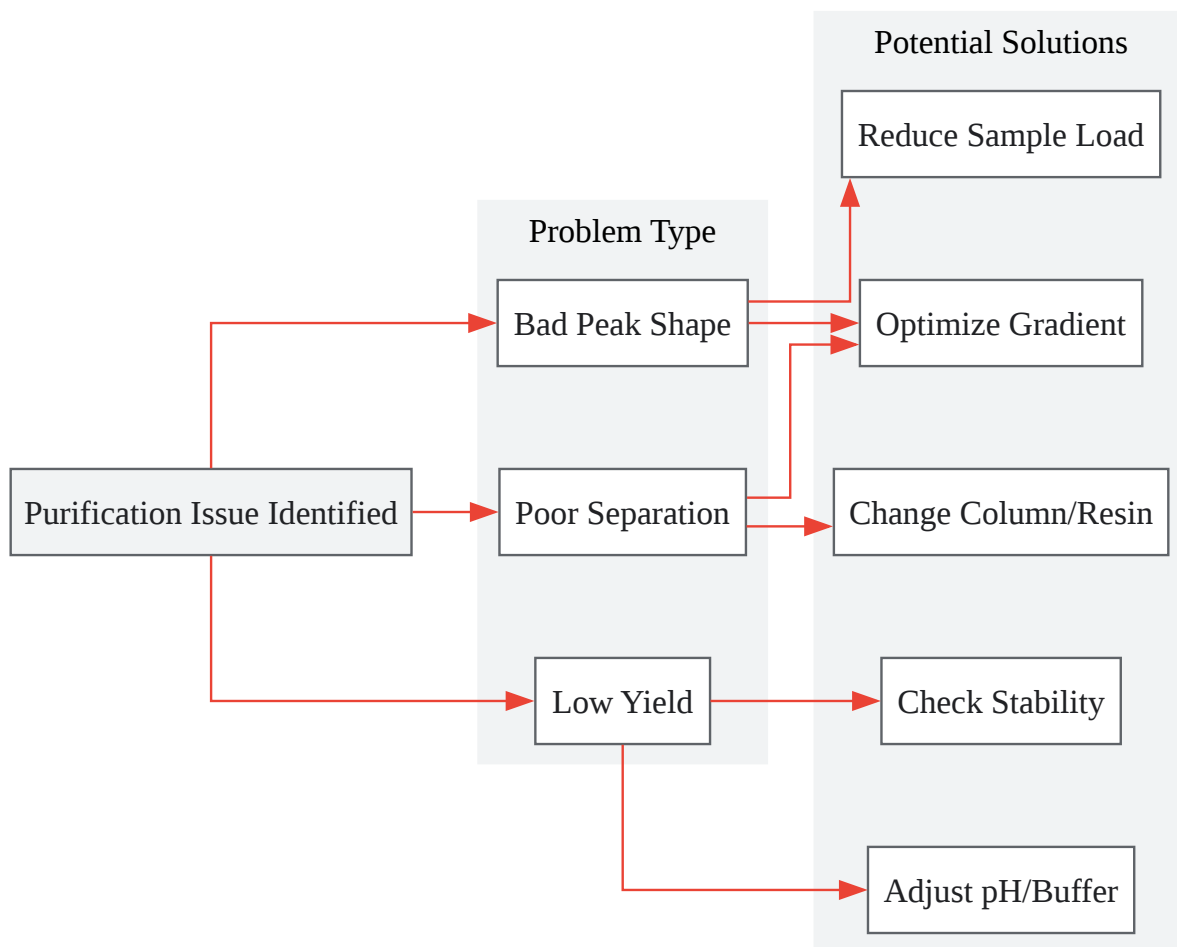 Potential Solutions
Reduce Sample Load
Problem Type
Bad Peak Shape
Optimize Gradient
Purification Issue Identified
Poor Separation
Change Column/Resin
Low Yield
Check Stability
Adjust pH/Buffer